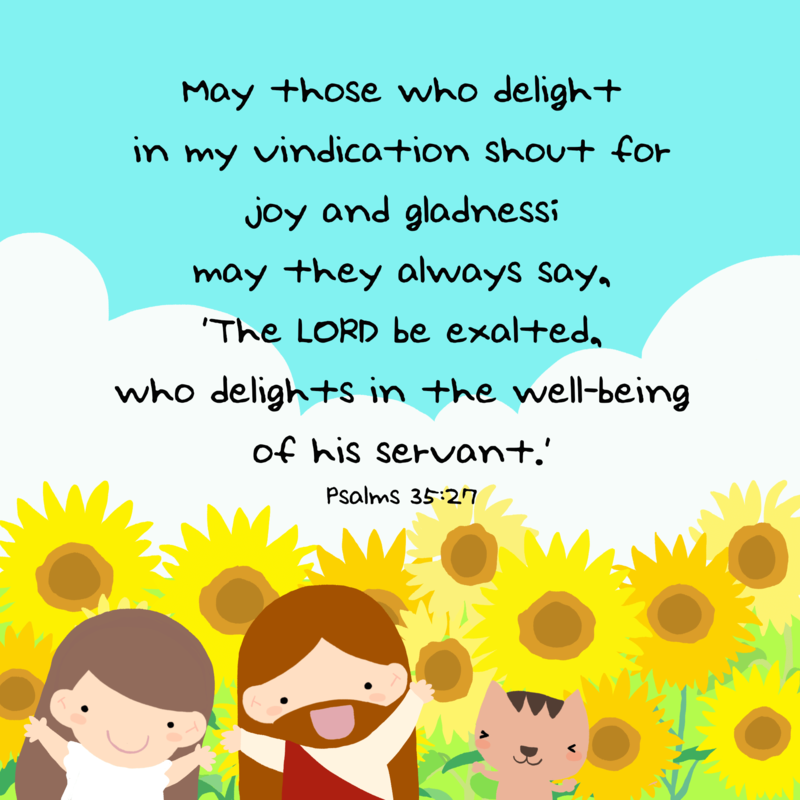 May those who delight
in my vindication shout for
joy and gladness;
may they always say,
'The LORD be exalted,
who delights in the well-being
of his servant.'
Psalms 35:27